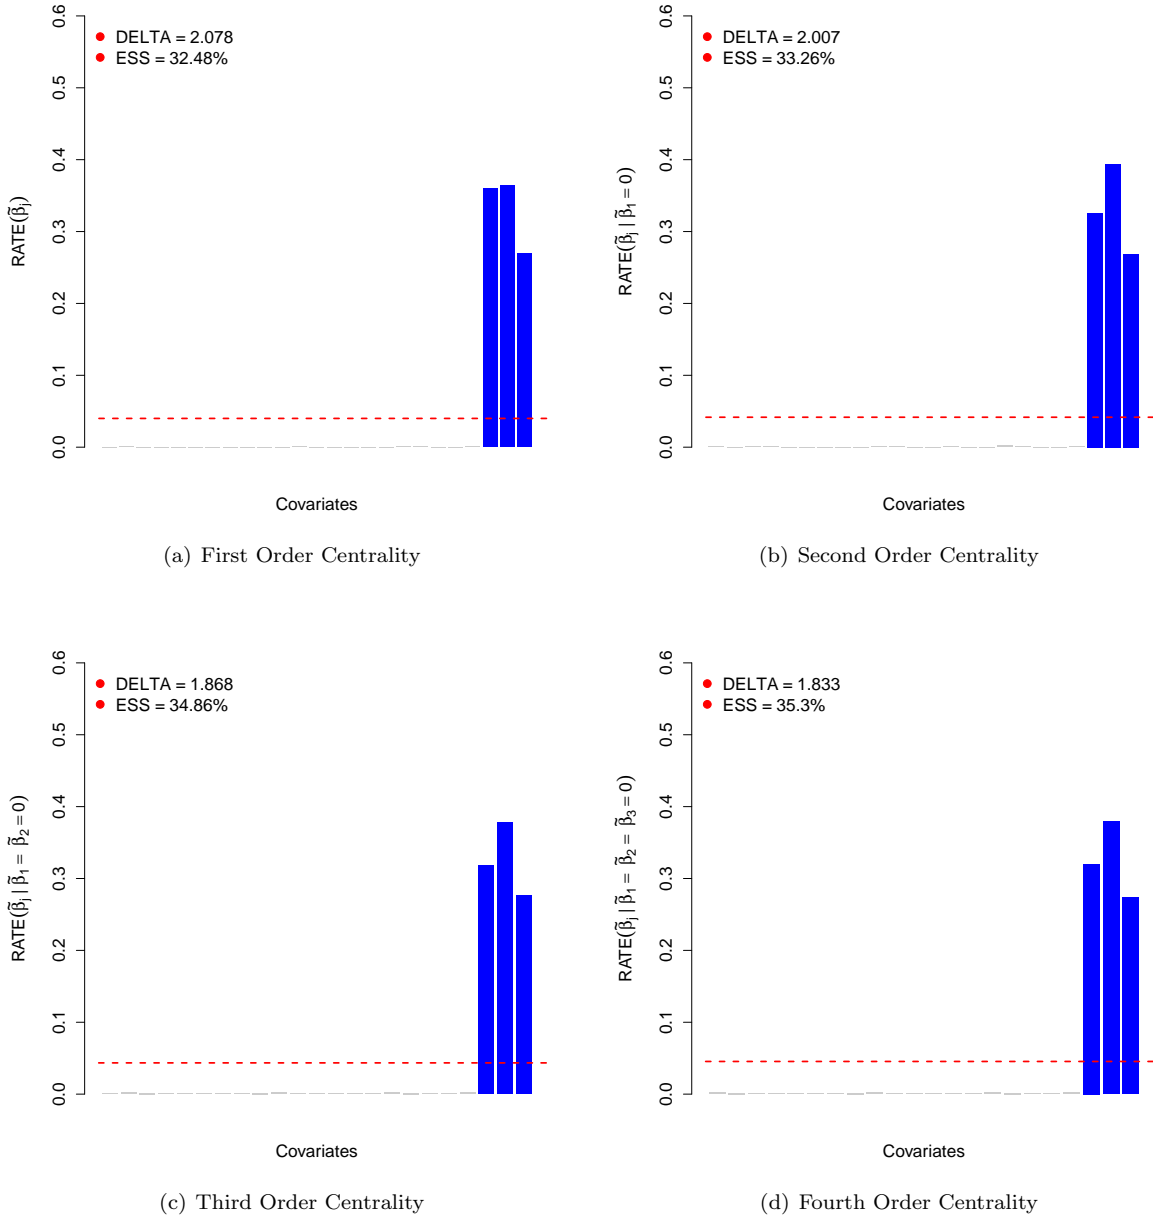 DELTA = 2.078
ESS = 32.48%
RATE(β̃j)
0.0 0.1 0.2 0.3 0.4 0.5 0.6
Covariates
(a) First Order Centrality
DELTA = 2.007
ESS = 33.26%
RATE(β̃j | β̃1 = 0)
0.0 0.1 0.2 0.3 0.4 0.5 0.6
Covariates
(b) Second Order Centrality
DELTA = 1.868
ESS = 34.86%
RATE(β̃j | β̃1 = β̃2 = 0)
0.0 0.1 0.2 0.3 0.4 0.5 0.6
Covariates
(c) Third Order Centrality
DELTA = 1.833
ESS = 35.3%
RATE(β̃j | β̃1 = β̃2 = β̃3 = 0)
0.0 0.1 0.2 0.3 0.4 0.5 0.6
Covariates
(d) Fourth Order Centrality